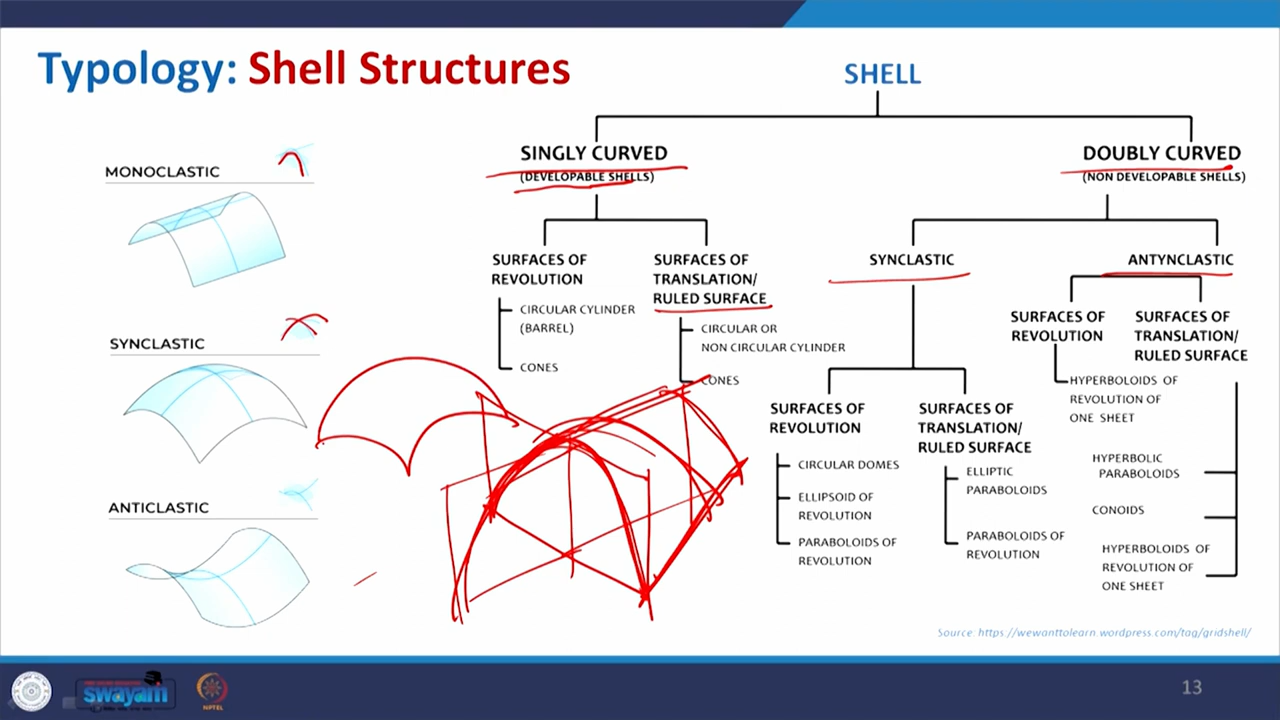 Typology: Shell Structures
MONOCLASTIC
SYNCLASTIC
ANTICLASTIC
SHELL
SINGLY CURVED
(DEVELOPABLE SHELLS)
SURFACES OF
REVOLUTION
CIRCULAR CYLINDER
(BARREL)
CONES
SURFACES OF
TRANSLATION/
RULED SURFACE
CIRCULAR OR
NON CIRCULAR CYLINDER
CONES
DOUBLY CURVED
(NON DEVELOPABLE SHELLS)
SYNCLASTIC
SURFACES OF
REVOLUTION
CIRCULAR DOMES
ELLIPSOID OF
REVOLUTION
PARABOLOIDS OF
REVOLUTION
SURFACES OF
TRANSLATION/
RULED SURFACE
ELLIPTIC
PARABOLOIDS
PARABOLOIDS OF
REVOLUTION
ANTYNCLASTIC
SURFACES OF
REVOLUTION
HYPERBOLOIDS OF
REVOLUTION OF
ONE SHEET
SURFACES OF
TRANSLATION/
RULED SURFACE
HYPERBOLIC
PARABOLOIDS
CONOIDS
HYPERBOLOIDS OF
REVOLUTION OF
ONE SHEET
Source: https://wewanttolearn.wordpress.com/tag/gridshell/
swayam
NPTEL
13